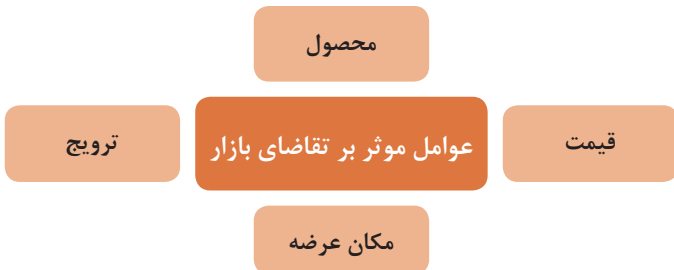 محصول
قیمت
عوامل موثر بر تقاضای بازار
ترویج
مکان عرضه